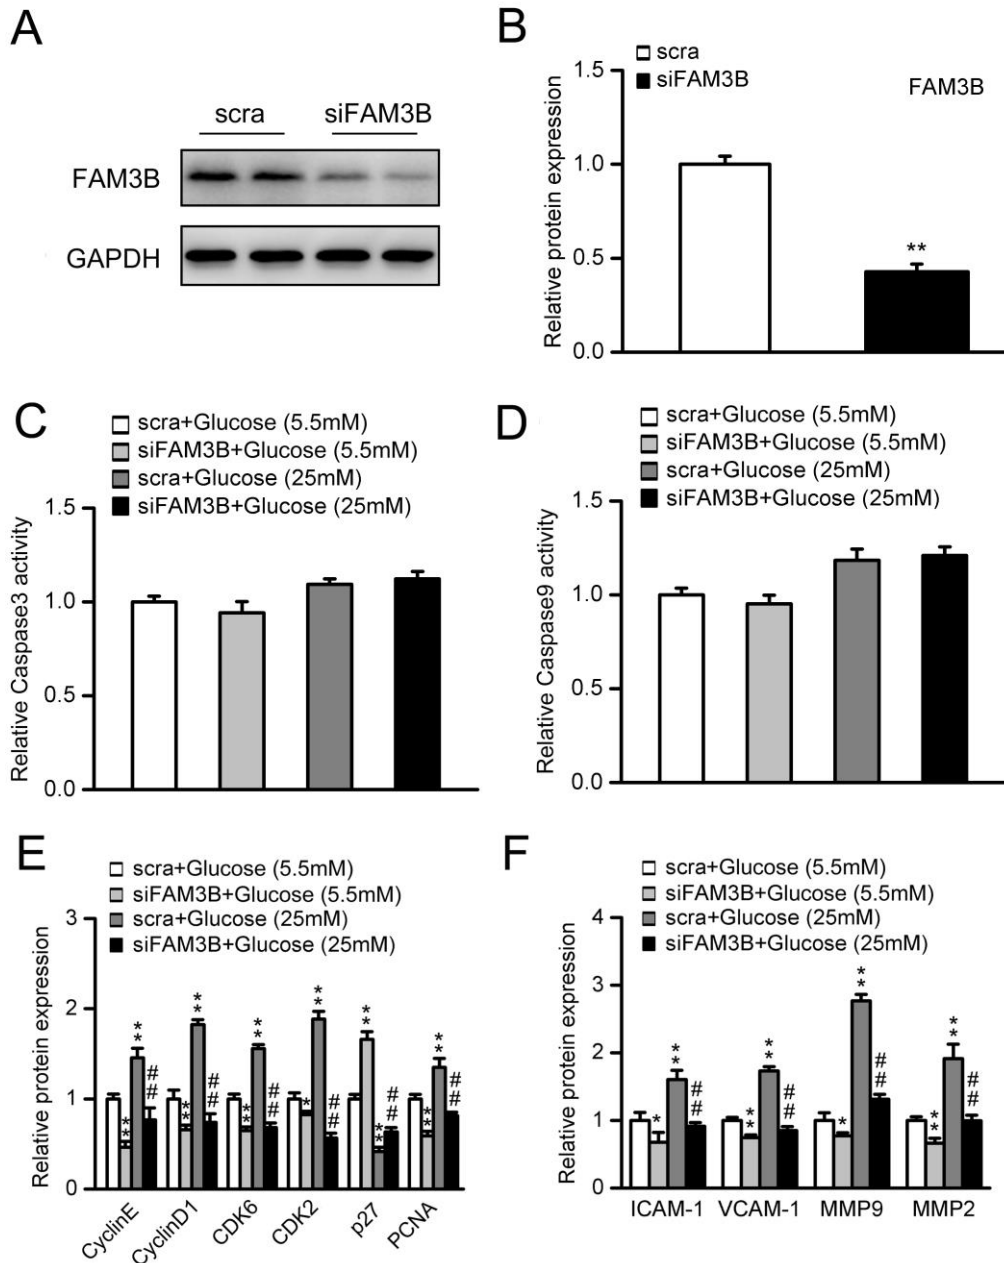 A
scra siFAM3B
FAM3B
GAPDH
B
scra
siFAM3B
FAM3B
Relative protein expression
1.5
1.0
0.5
0.0
**
C
scra+Glucose (5.5mM)
siFAM3B+Glucose (5.5mM)
scra+Glucose (25mM)
siFAM3B+Glucose (25mM)
Relative Caspase3 activity
1.5
1.0
0.5
0.0
D
scra+Glucose (5.5mM)
siFAM3B+Glucose (5.5mM)
scra+Glucose (25mM)
siFAM3B+Glucose (25mM)
Relative Caspase9 activity
1.5
1.0
0.5
0.0
E
scra+Glucose (5.5mM)
siFAM3B+Glucose (5.5mM)
scra+Glucose (25mM)
siFAM3B+Glucose (25mM)
Relative protein expression
3
2
1
0
** ** ## ** ** ## ** ** ## * ** ## ** ** ## ** ** ##
CyclinE CyclinD1 CDK6 CDK2 p27 PCNA
F
scra+Glucose (5.5mM)
siFAM3B+Glucose (5.5mM)
scra+Glucose (25mM)
siFAM3B+Glucose (25mM)
Relative protein expression
4
3
2
1
0
* ** ## ** ** ## * ** ## ** ** ##
ICAM-1 VCAM-1 MMP9 MMP2